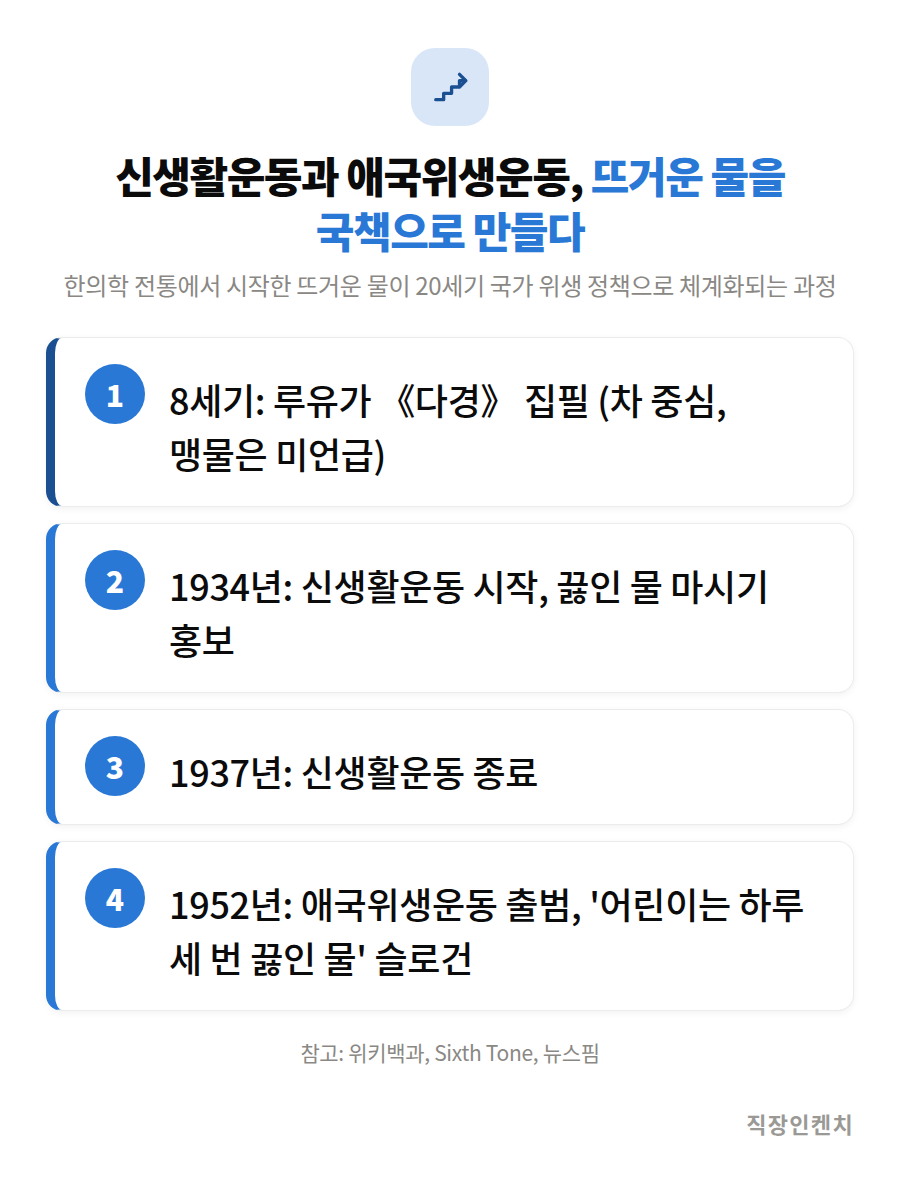 신생활운동과 애국위생운동, 뜨거운 물을
국책으로 만들다
한의학 전통에서 시작한 뜨거운 물이 20세기 국가 위생 정책으로 체계화되는 과정
1
8세기: 루유가 《다경》 집필 (차 중심,
맹물은 미언급)
2
1934년: 신생활운동 시작, 끓인 물 마시기
홍보
3
1937년: 신생활운동 종료
4
1952년: 애국위생운동 출범, '어린이는 하루
세 번 끓인 물' 슬로건
참고: 위키백과, Sixth Tone, 뉴스핌
직장인켄치